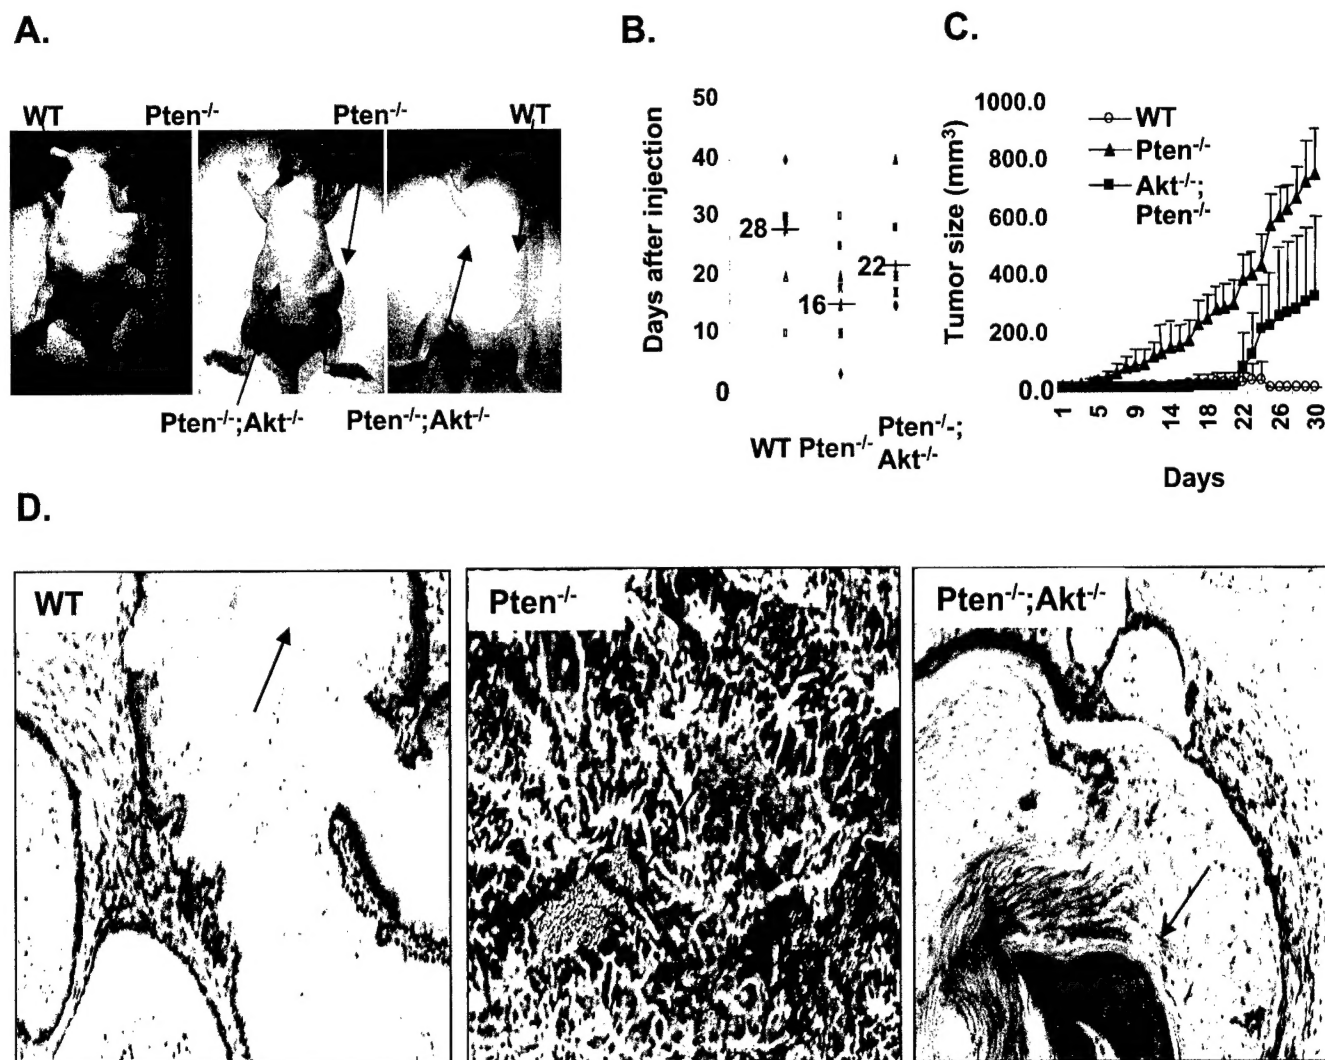 A.
WT Pten⁻/⁻ Pten⁻/⁻ WT
Pten⁻/⁻;Akt⁻/⁻ Pten⁻/⁻;Akt⁻/⁻
B.
Days after injection
50
40
30
20
10
0
28
16
22
WT Pten⁻/⁻ Pten⁻/⁻;
Akt⁻/⁻
C.
Tumor size (mm³)
1000.0
800.0
600.0
400.0
200.0
0.0
WT
Pten⁻/⁻
Akt⁻/⁻;
Pten⁻/⁻
1 5 9 14 18 22 26 30
Days
D.
WT
Pten⁻/⁻
Pten⁻/⁻;Akt⁻/⁻